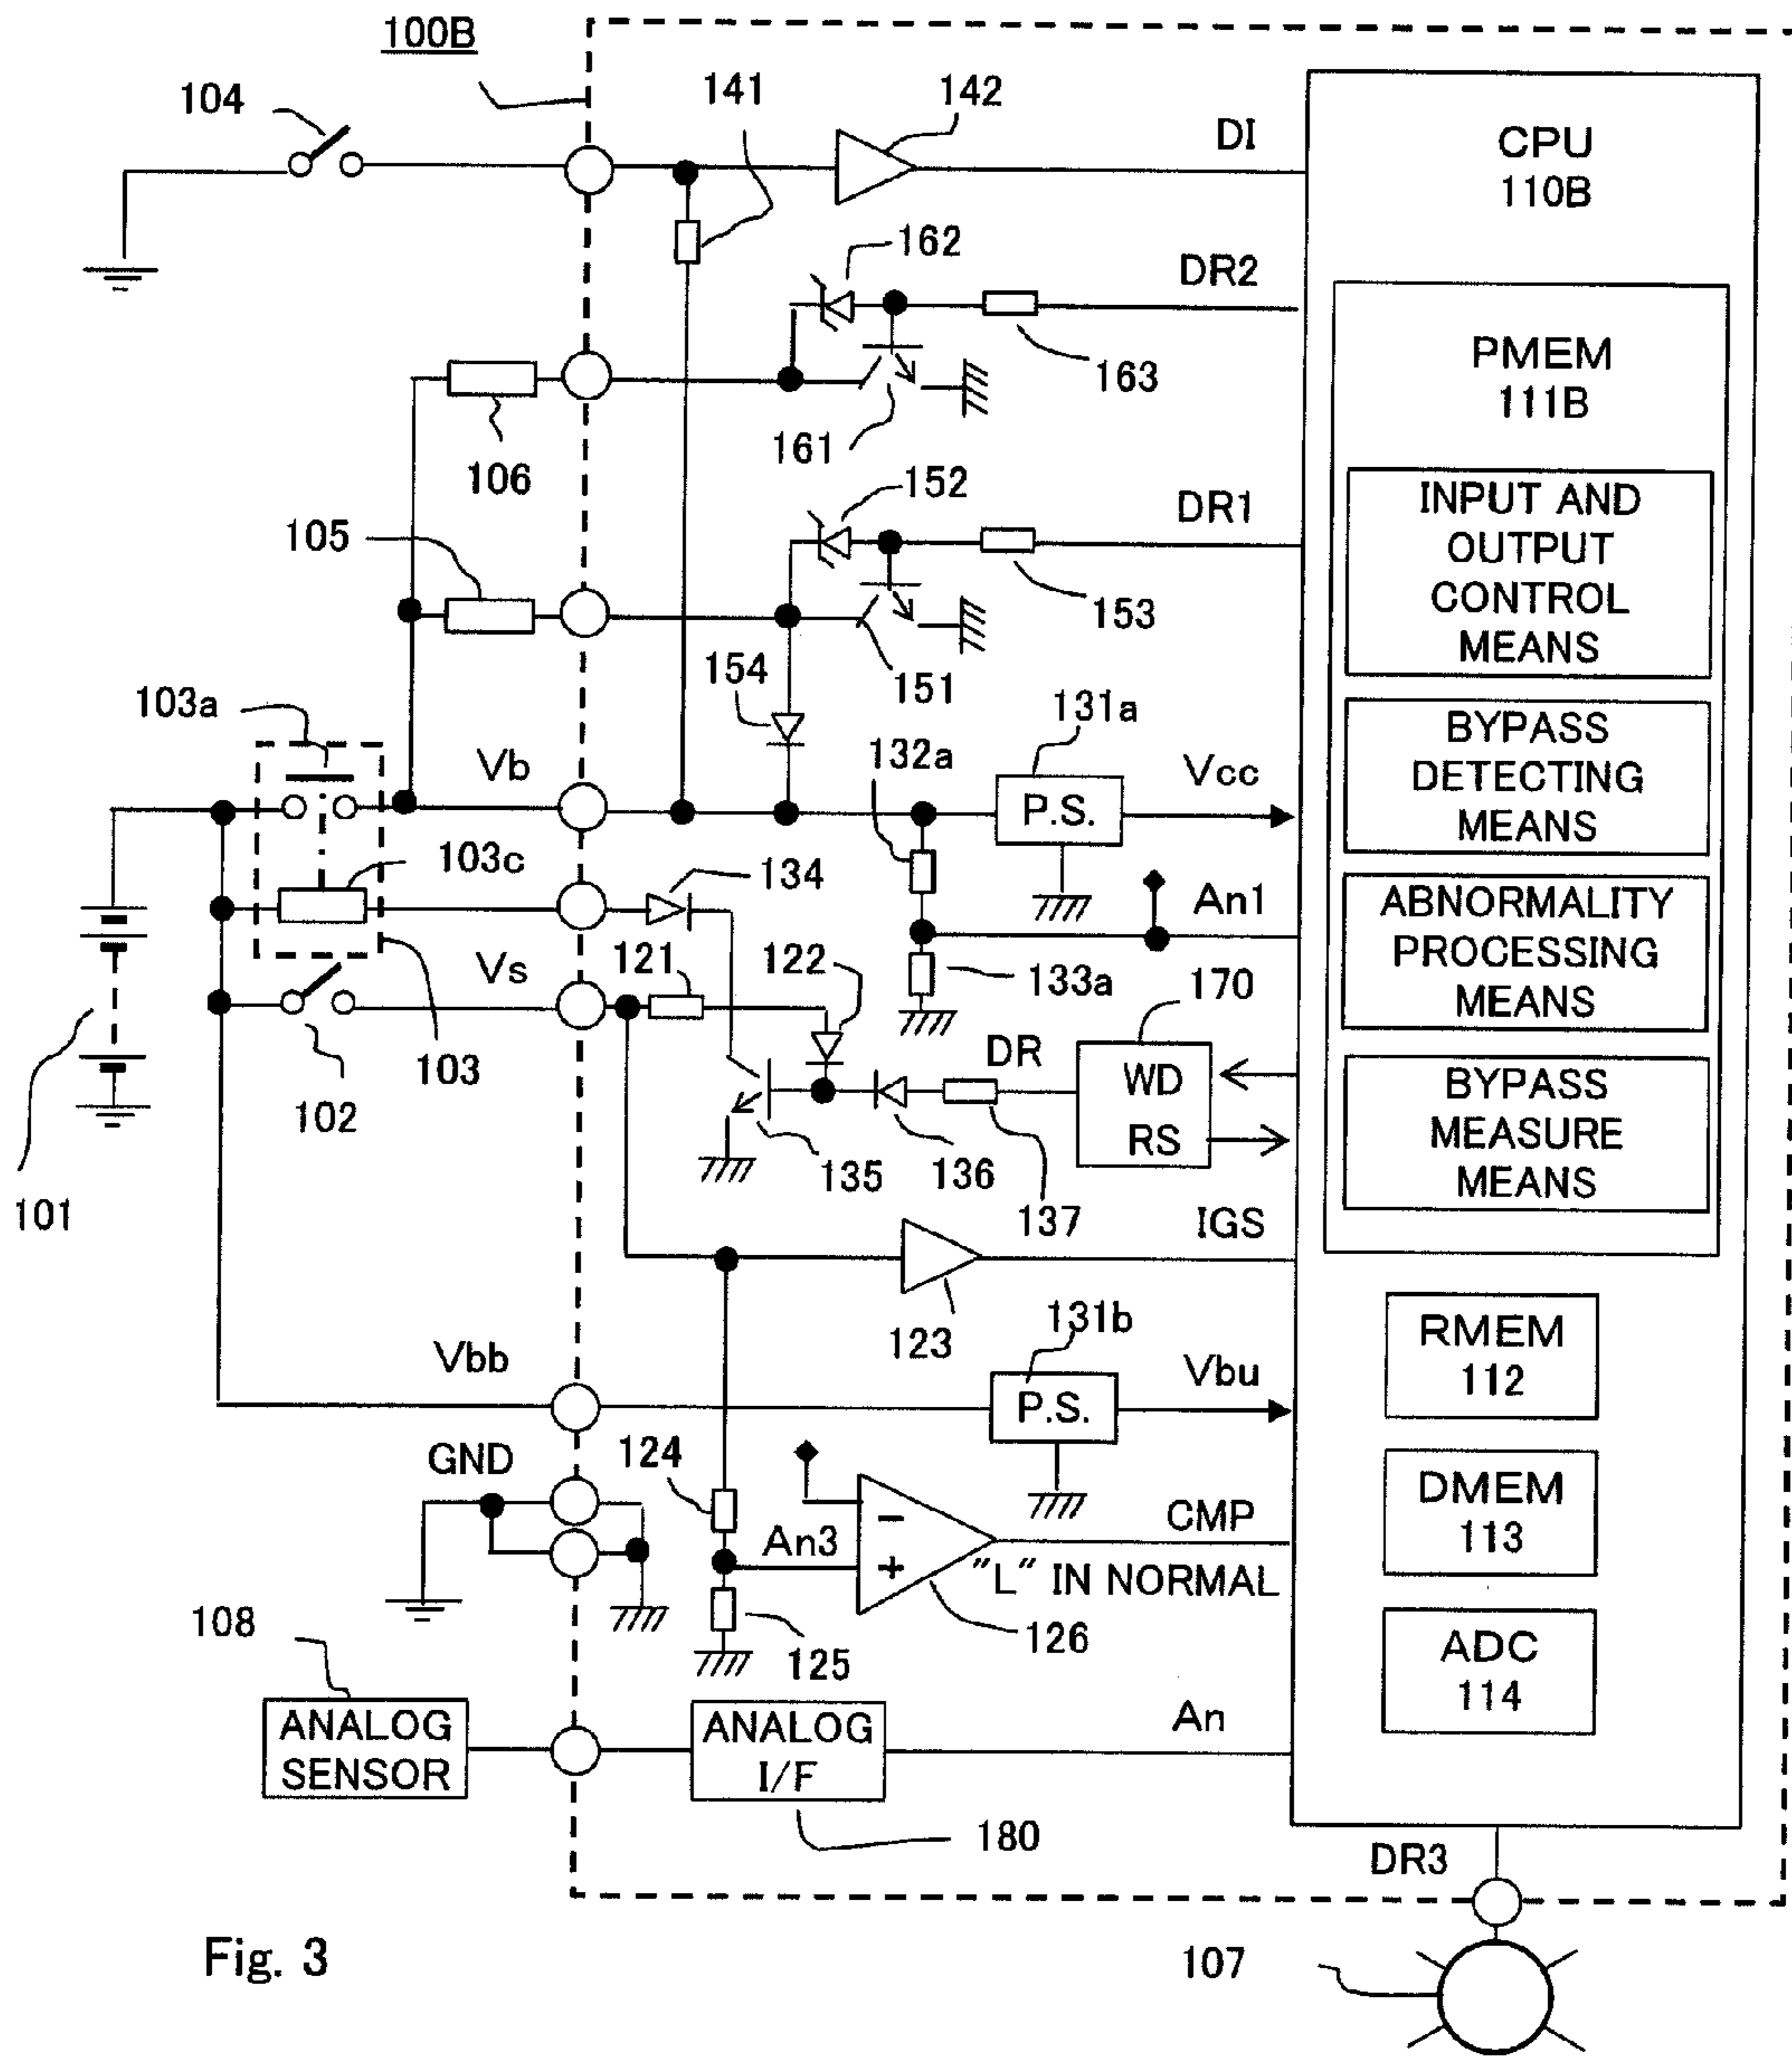 100B
104
141
142
DI
CPU
110B
162
DR2
163
161
106
PMEM
111B
152
DR1
105
153
151
154
INPUT AND
OUTPUT
CONTROL
MEANS
103a
Vb
131a
132a
P.S.
Vcc
BYPASS
DETECTING
MEANS
103c
134
An1
ABNORMALITY
PROCESSING
MEANS
Vs
121
122
133a
170
103
102
101
DR
WD
RS
135
136
137
BYPASS
MEASURE
MEANS
IGS
123
RMEM
112
Vbb
131b
P.S.
Vbu
GND
124
An3
−
+
CMP
"L" IN NORMAL
126
125
DMEM
113
108
ANALOG
SENSOR
ANALOG
I/F
An
180
ADC
114
DR3
107
Fig. 3